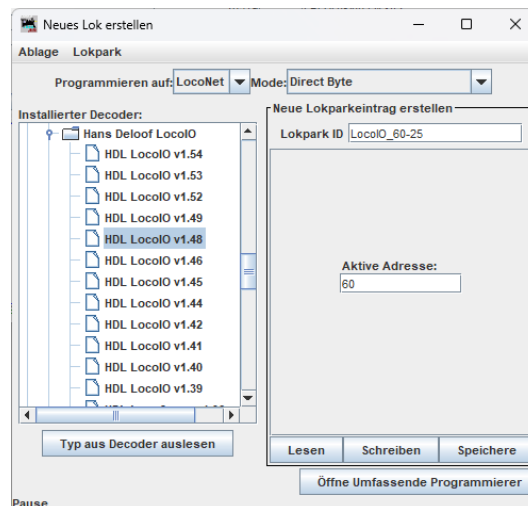 Neues Lok erstellen
Ablage Lokpark
Programmieren auf: LocoNet Mode: Direct Byte
Installierter Decoder:
Hans Deloof LocoIO
HDL LocoIO v1.54
HDL LocoIO v1.53
HDL LocoIO v1.52
HDL LocoIO v1.49
HDL LocoIO v1.48
HDL LocoIO v1.46
HDL LocoIO v1.45
HDL LocoIO v1.44
HDL LocoIO v1.42
HDL LocoIO v1.41
HDL LocoIO v1.40
HDL LocoIO v1.39
Typ aus Decoder auslesen
Neue Lokparkeintrag erstellen
Lokpark ID LocoIO_60-25
Aktive Adresse:
60
Lesen Schreiben Speichere
Öffne Umfassende Programmierer
Pause